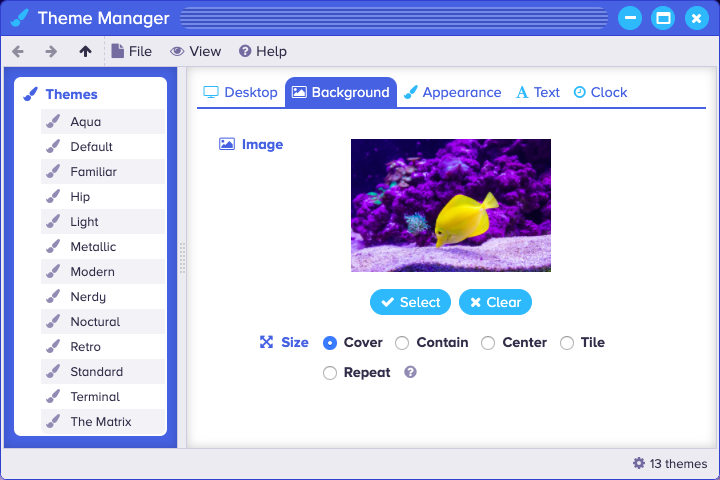 Theme Manager
File View Help
Themes
Aqua
Default
Familiar
Hip
Light
Metallic
Modern
Nerdy
Noctural
Retro
Standard
Terminal
The Matrix
Desktop Background Appearance Text Clock
Image
Select Clear
Size Cover Contain Center Tile
Repeat
13 themes